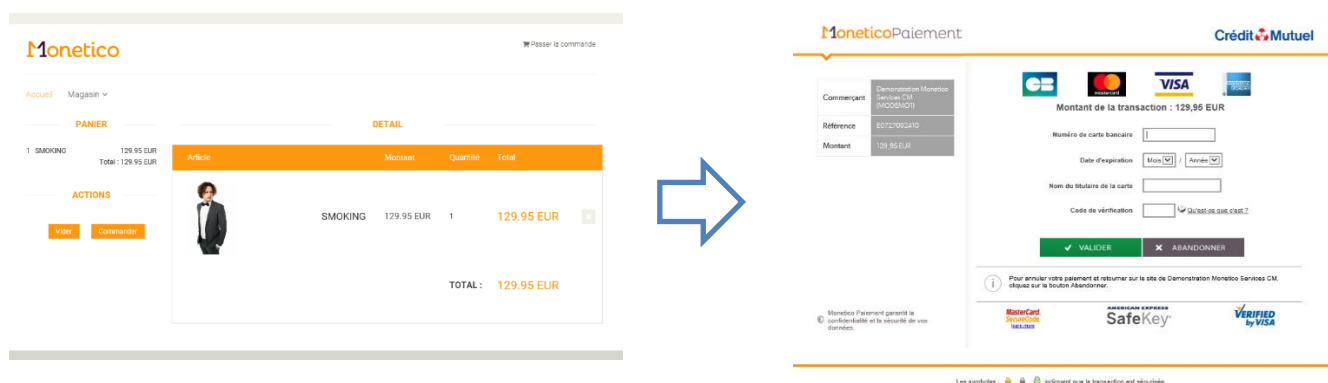 Monetico
Passer la commande
Accueil Magasin
PANIER
1 SMOKING 129.95 EUR
Total : 129.95 EUR
ACTIONS
Vider Commander
DETAIL
Article Montant Quantité Total
SMOKING 129.95 EUR 1 129.95 EUR
TOTAL : 129.95 EUR
MoneticoPaiement
Crédit Mutuel
Commerçant Demonstration Monetico Services CM (MODEMO1)
Référence E0727092410
Montant 129,95 EUR
Monetico Paiement garantit la
confidentialité et la sécurité de vos
données.
CB mastercard VISA
Montant de la transaction : 129,95 EUR
Numéro de carte bancaire
Date d'expiration Mois / Année
Nom du titulaire de la carte
Code de vérification Qu'est-ce que c'est ?
VALIDER ABANDONNER
Pour annuler votre paiement et retourner sur le site de Demonstration Monetico Services CM,
cliquez sur le bouton Abandonner.
MasterCard.
SecureCode.
learn more
AMERICAN EXPRESS
SafeKey
VERIFIED
by VISA
Les symboles : indiquent que la transaction est sécurisée